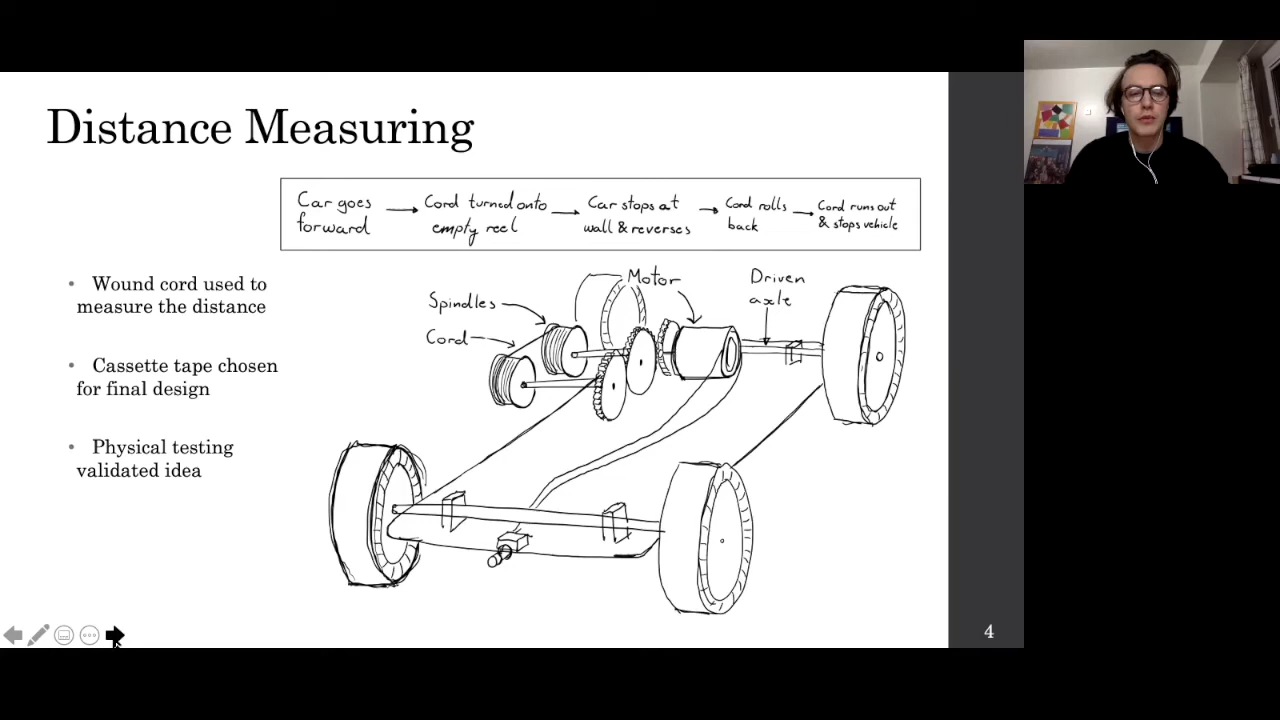 Distance Measuring
Car goes
forward
Cord turned onto
empty reel
Car stops at
wall & reverses
Cord rolls
back
Cord runs out
& stops vehicle
• Wound cord used to
measure the distance
• Cassette tape chosen
for final design
• Physical testing
validated idea
Spindles
Cord
Motor
Driven
axle
4